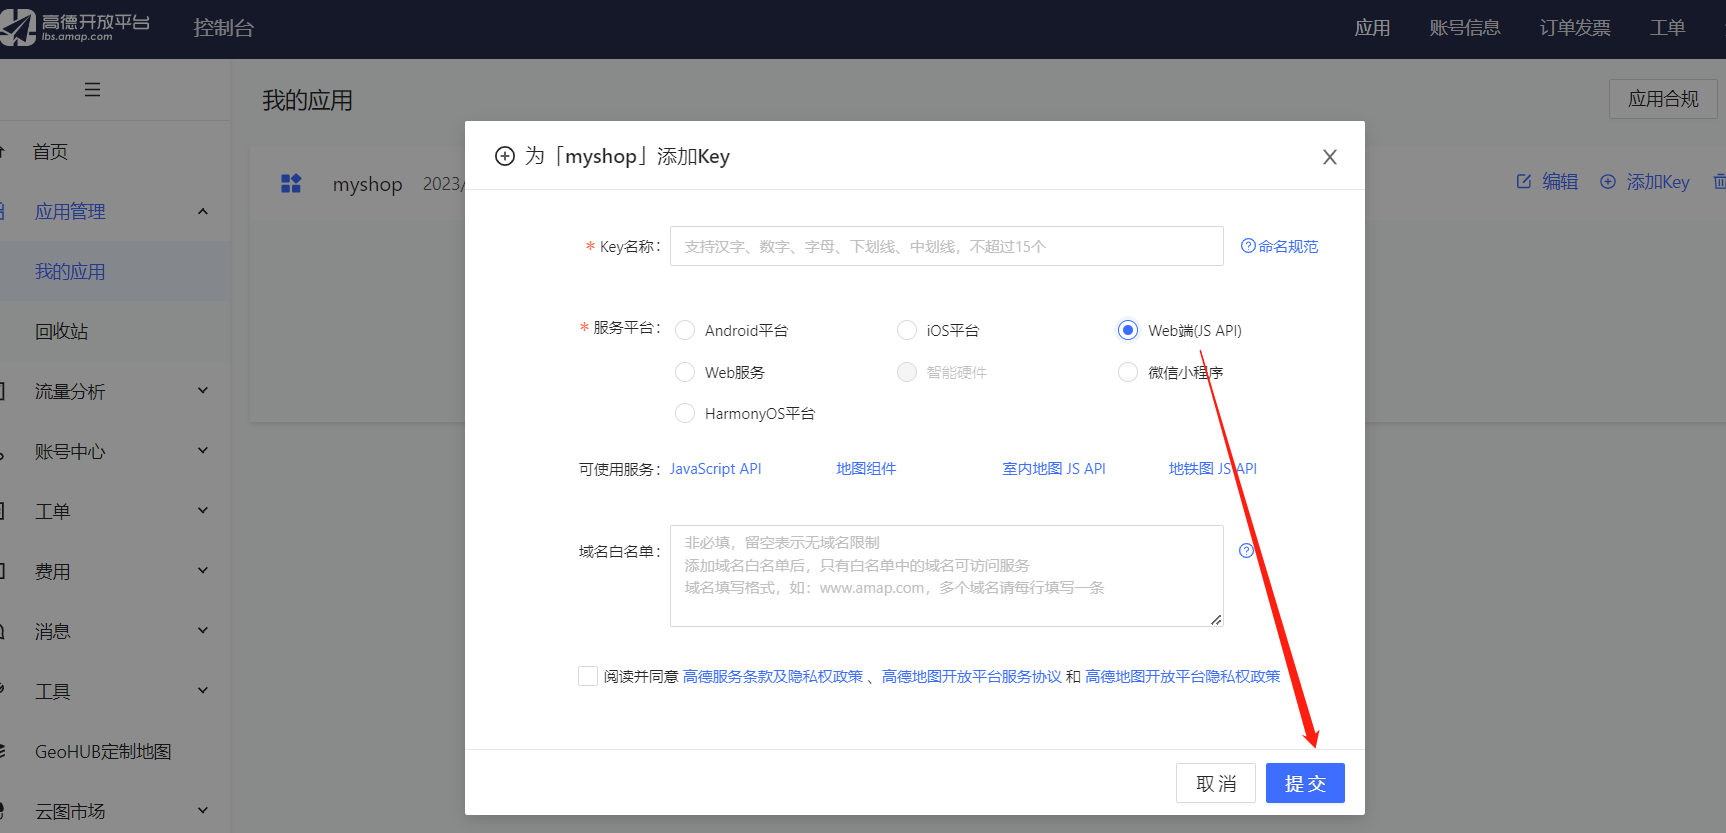 高德开放平台
lbs.amap.com
控制台
应用
账号信息
订单发票
工单
首页
应用管理
我的应用
回收站
流量分析
账号中心
工单
费用
消息
工具
GeoHUB定制地图
云图市场
我的应用
应用合规
myshop
2023/
编辑
添加Key
为「myshop」添加Key
* Key名称：
支持汉字、数字、字母、下划线、中划线，不超过15个
命名规范
* 服务平台：
Android平台
iOS平台
Web端(JS API)
Web服务
智能硬件
微信小程序
HarmonyOS平台
可使用服务：
JavaScript API
地图组件
室内地图 JS API
地铁图 JS API
域名白名单：
非必填，留空表示无域名限制
添加域名白名单后，只有白名单中的域名可访问服务
域名填写格式，如：www.amap.com，多个域名请每行填写一条
阅读并同意 高德服务条款及隐私权政策 、高德地图开放平台服务协议 和 高德地图开放平台隐私权政策
取消
提交